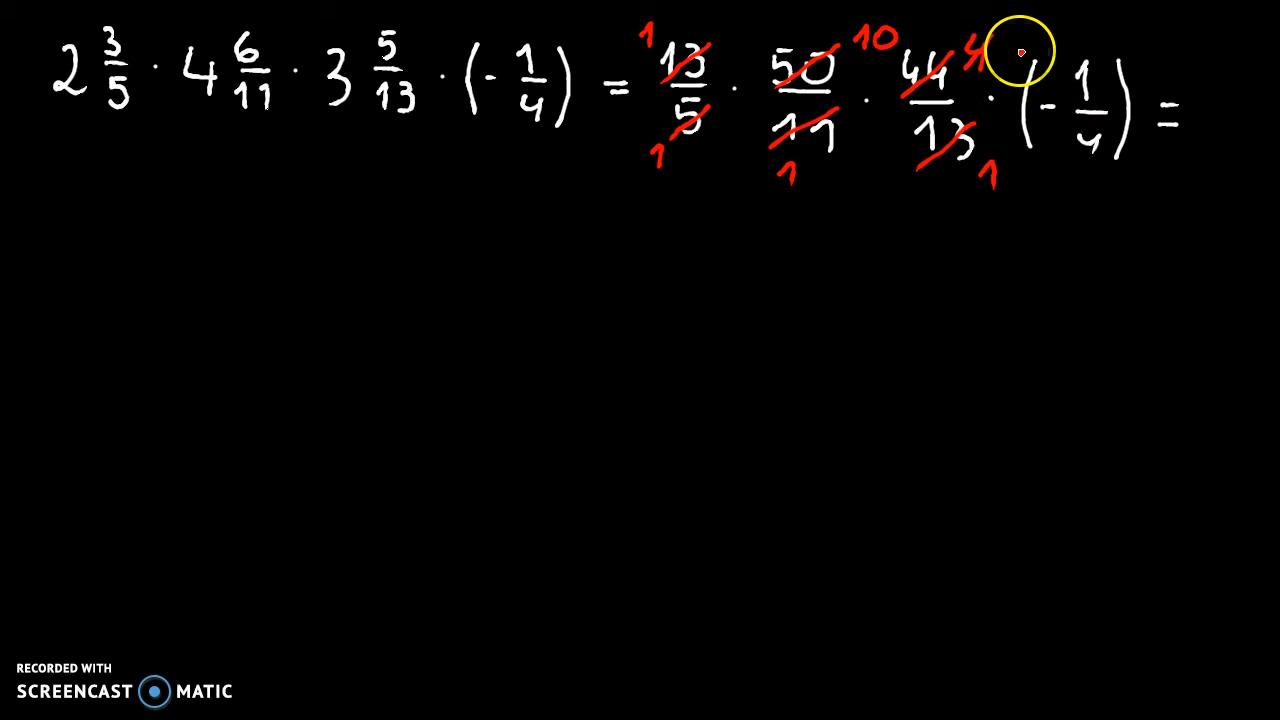 2 3/5 · 4 6/11 · 3 5/13 · (- 1/4) = 13/5 · 50/11 · 44/13 · (- 1/4) =
1 10 4
1 1 1
RECORDED WITH
SCREENCAST MATIC